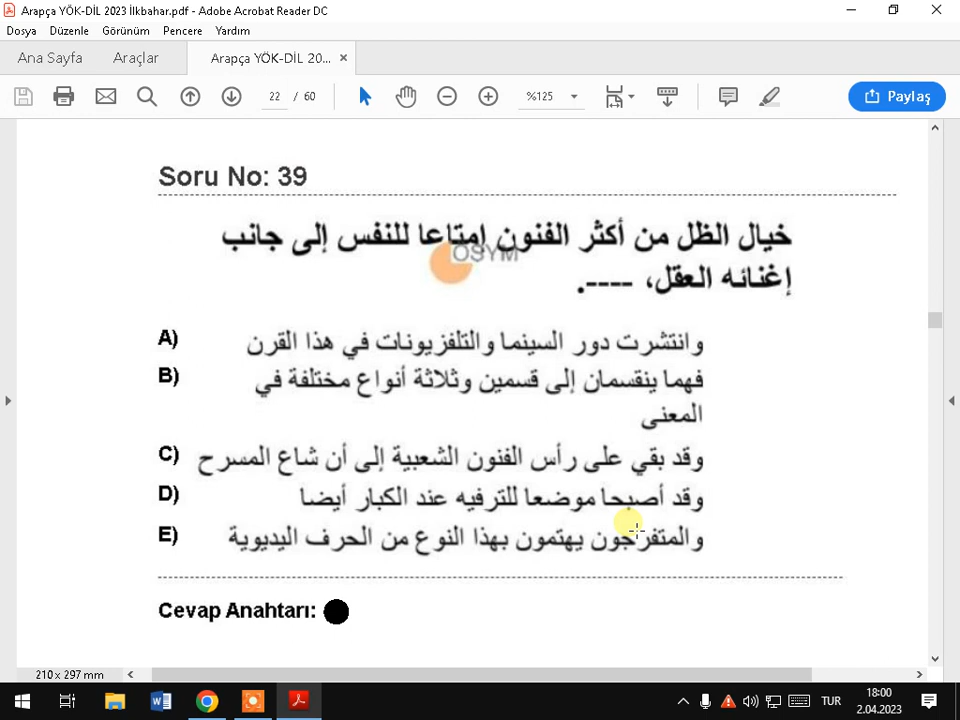 Arapça YÖK-DİL 2023 İlkbahar.pdf - Adobe Acrobat Reader DC
Dosya Düzenle Görünüm Pencere Yardım
Ana Sayfa Araçlar Arapça YÖK-DİL 20... ×
22 / 60 %125 Paylaş
Soru No: 39
خيال الظل من أكثر الفنون إمتاعا للنفس إلى جانب
إغنائه العقل، ----.
OSYM
A) وانتشرت دور السينما والتلفزيونات في هذا القرن
B) فهما ينقسمان إلى قسمين وثلاثة أنواع مختلفة في
المعنى
C) وقد بقي على رأس الفنون الشعبية إلى أن شاع المسرح
D) وقد أصبحا موضعا للترفيه عند الكبار أيضا
E) والمتفرجون يهتمون بهذا النوع من الحرف اليديوية
Cevap Anahtarı:
210 x 297 mm
TUR
18:00
2.04.2023